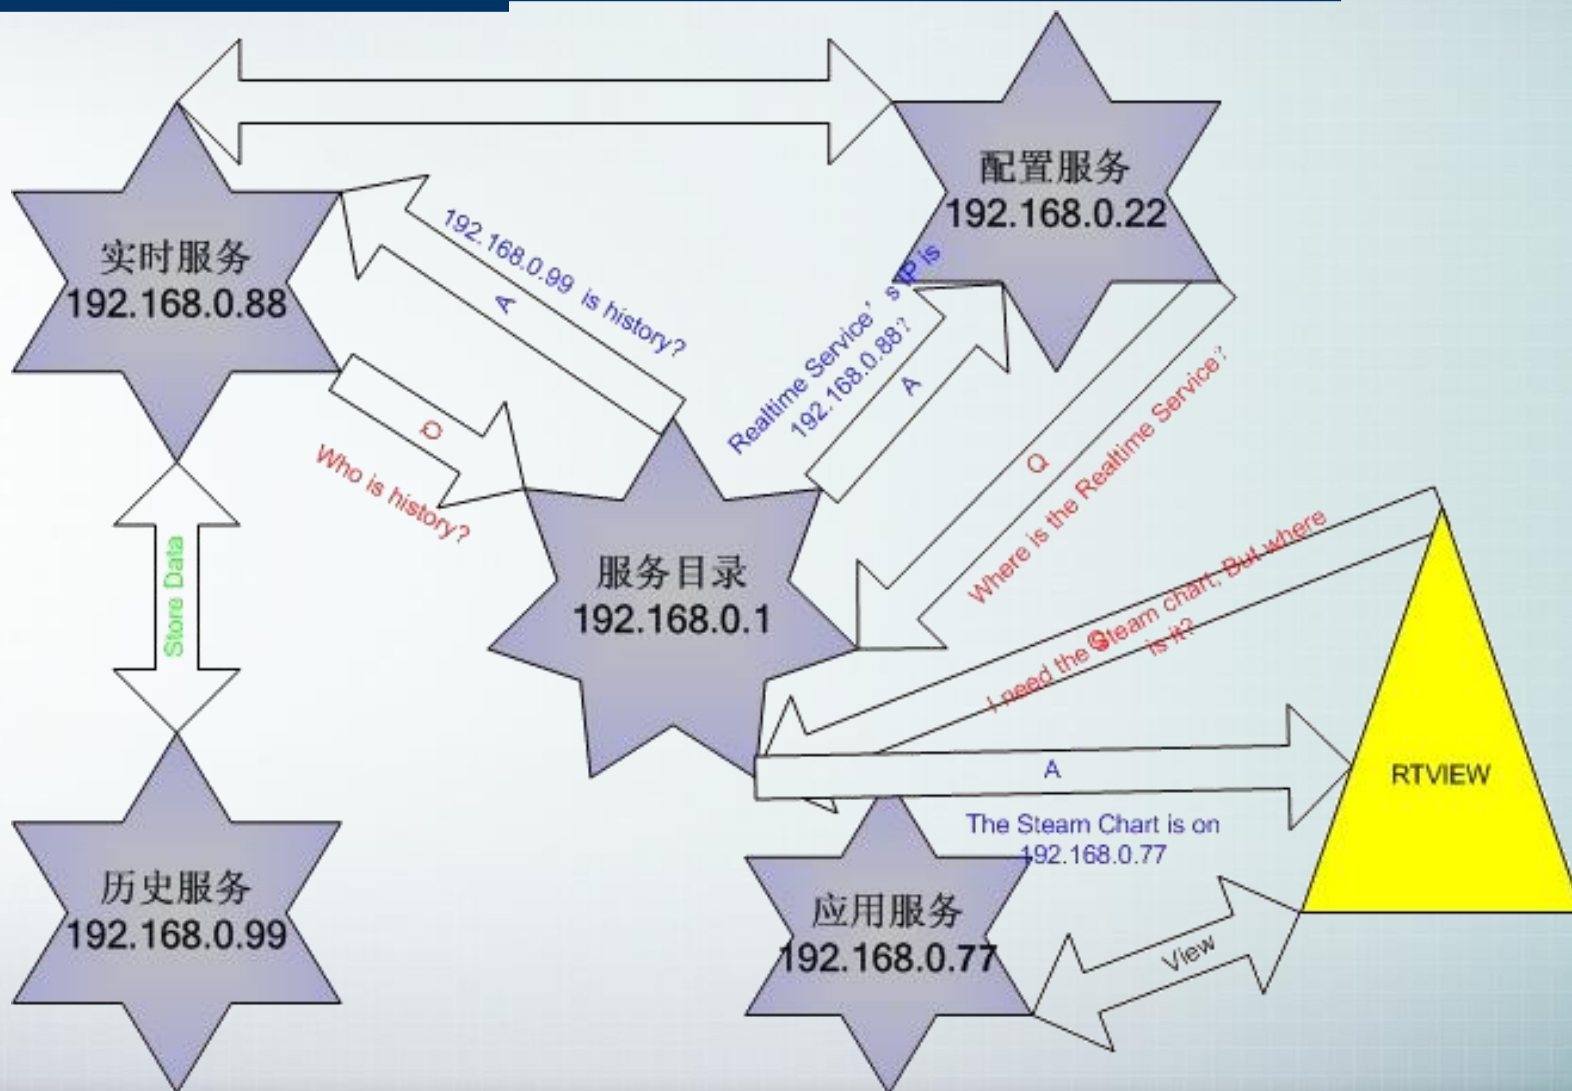 配置服务
192.168.0.22
实时服务
192.168.0.88
192.168.0.99 is history?
A
Q
Who is history?
Realtime Service's IP is
192.168.0.88?
A
Q
Where is the Realtime Service?
服务目录
192.168.0.1
I need the Steam chart, But where
is it?
Q
Store Data
A
RTVIEW
The Steam Chart is on
192.168.0.77
历史服务
192.168.0.99
应用服务
192.168.0.77
View